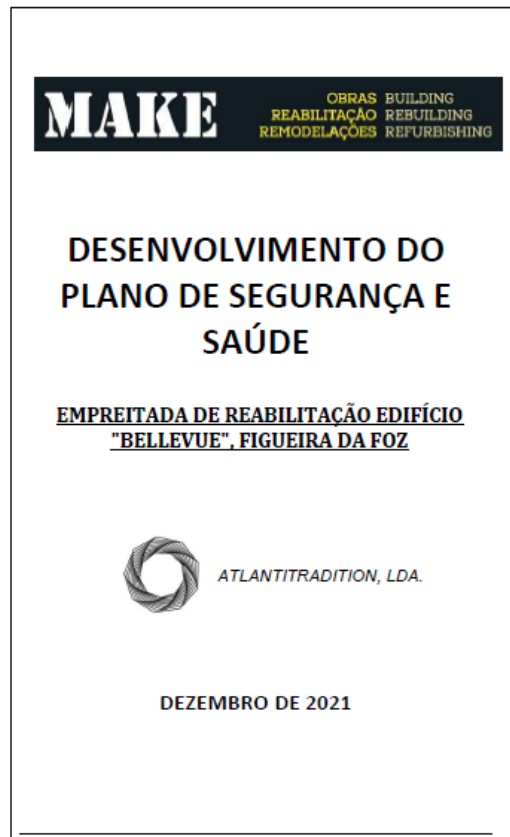 MAKE
OBRAS BUILDING
REABILITAÇÃO REBUILDING
REMODELAÇÕES REFURBISHING
DESENVOLVIMENTO DO
PLANO DE SEGURANÇA E
SAÚDE
EMPREITADA DE REABILITAÇÃO EDIFÍCIO
"BELLEVUE", FIGUEIRA DA FOZ
ATLANTITRADITION, LDA.
DEZEMBRO DE 2021